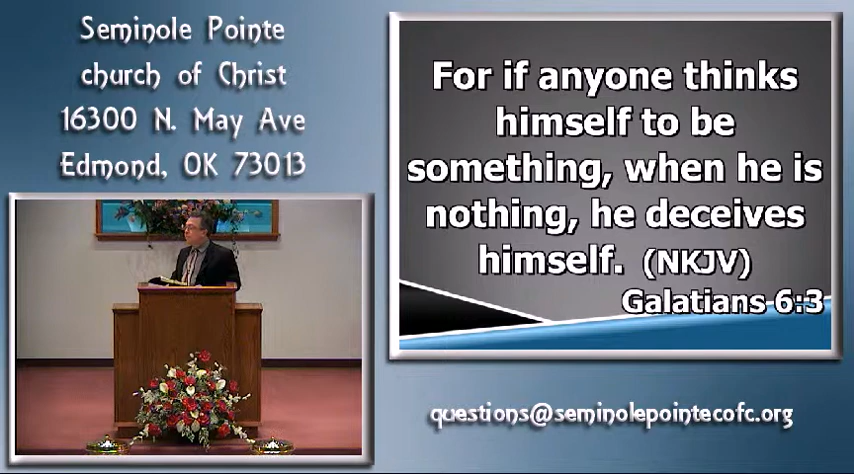 Seminole Pointe
church of Christ
16300 N. May Ave
Edmond, OK 73013
For if anyone thinks
himself to be
something, when he is
nothing, he deceives
himself. (NKJV)
Galatians 6:3
questions@seminolepointecofc.org